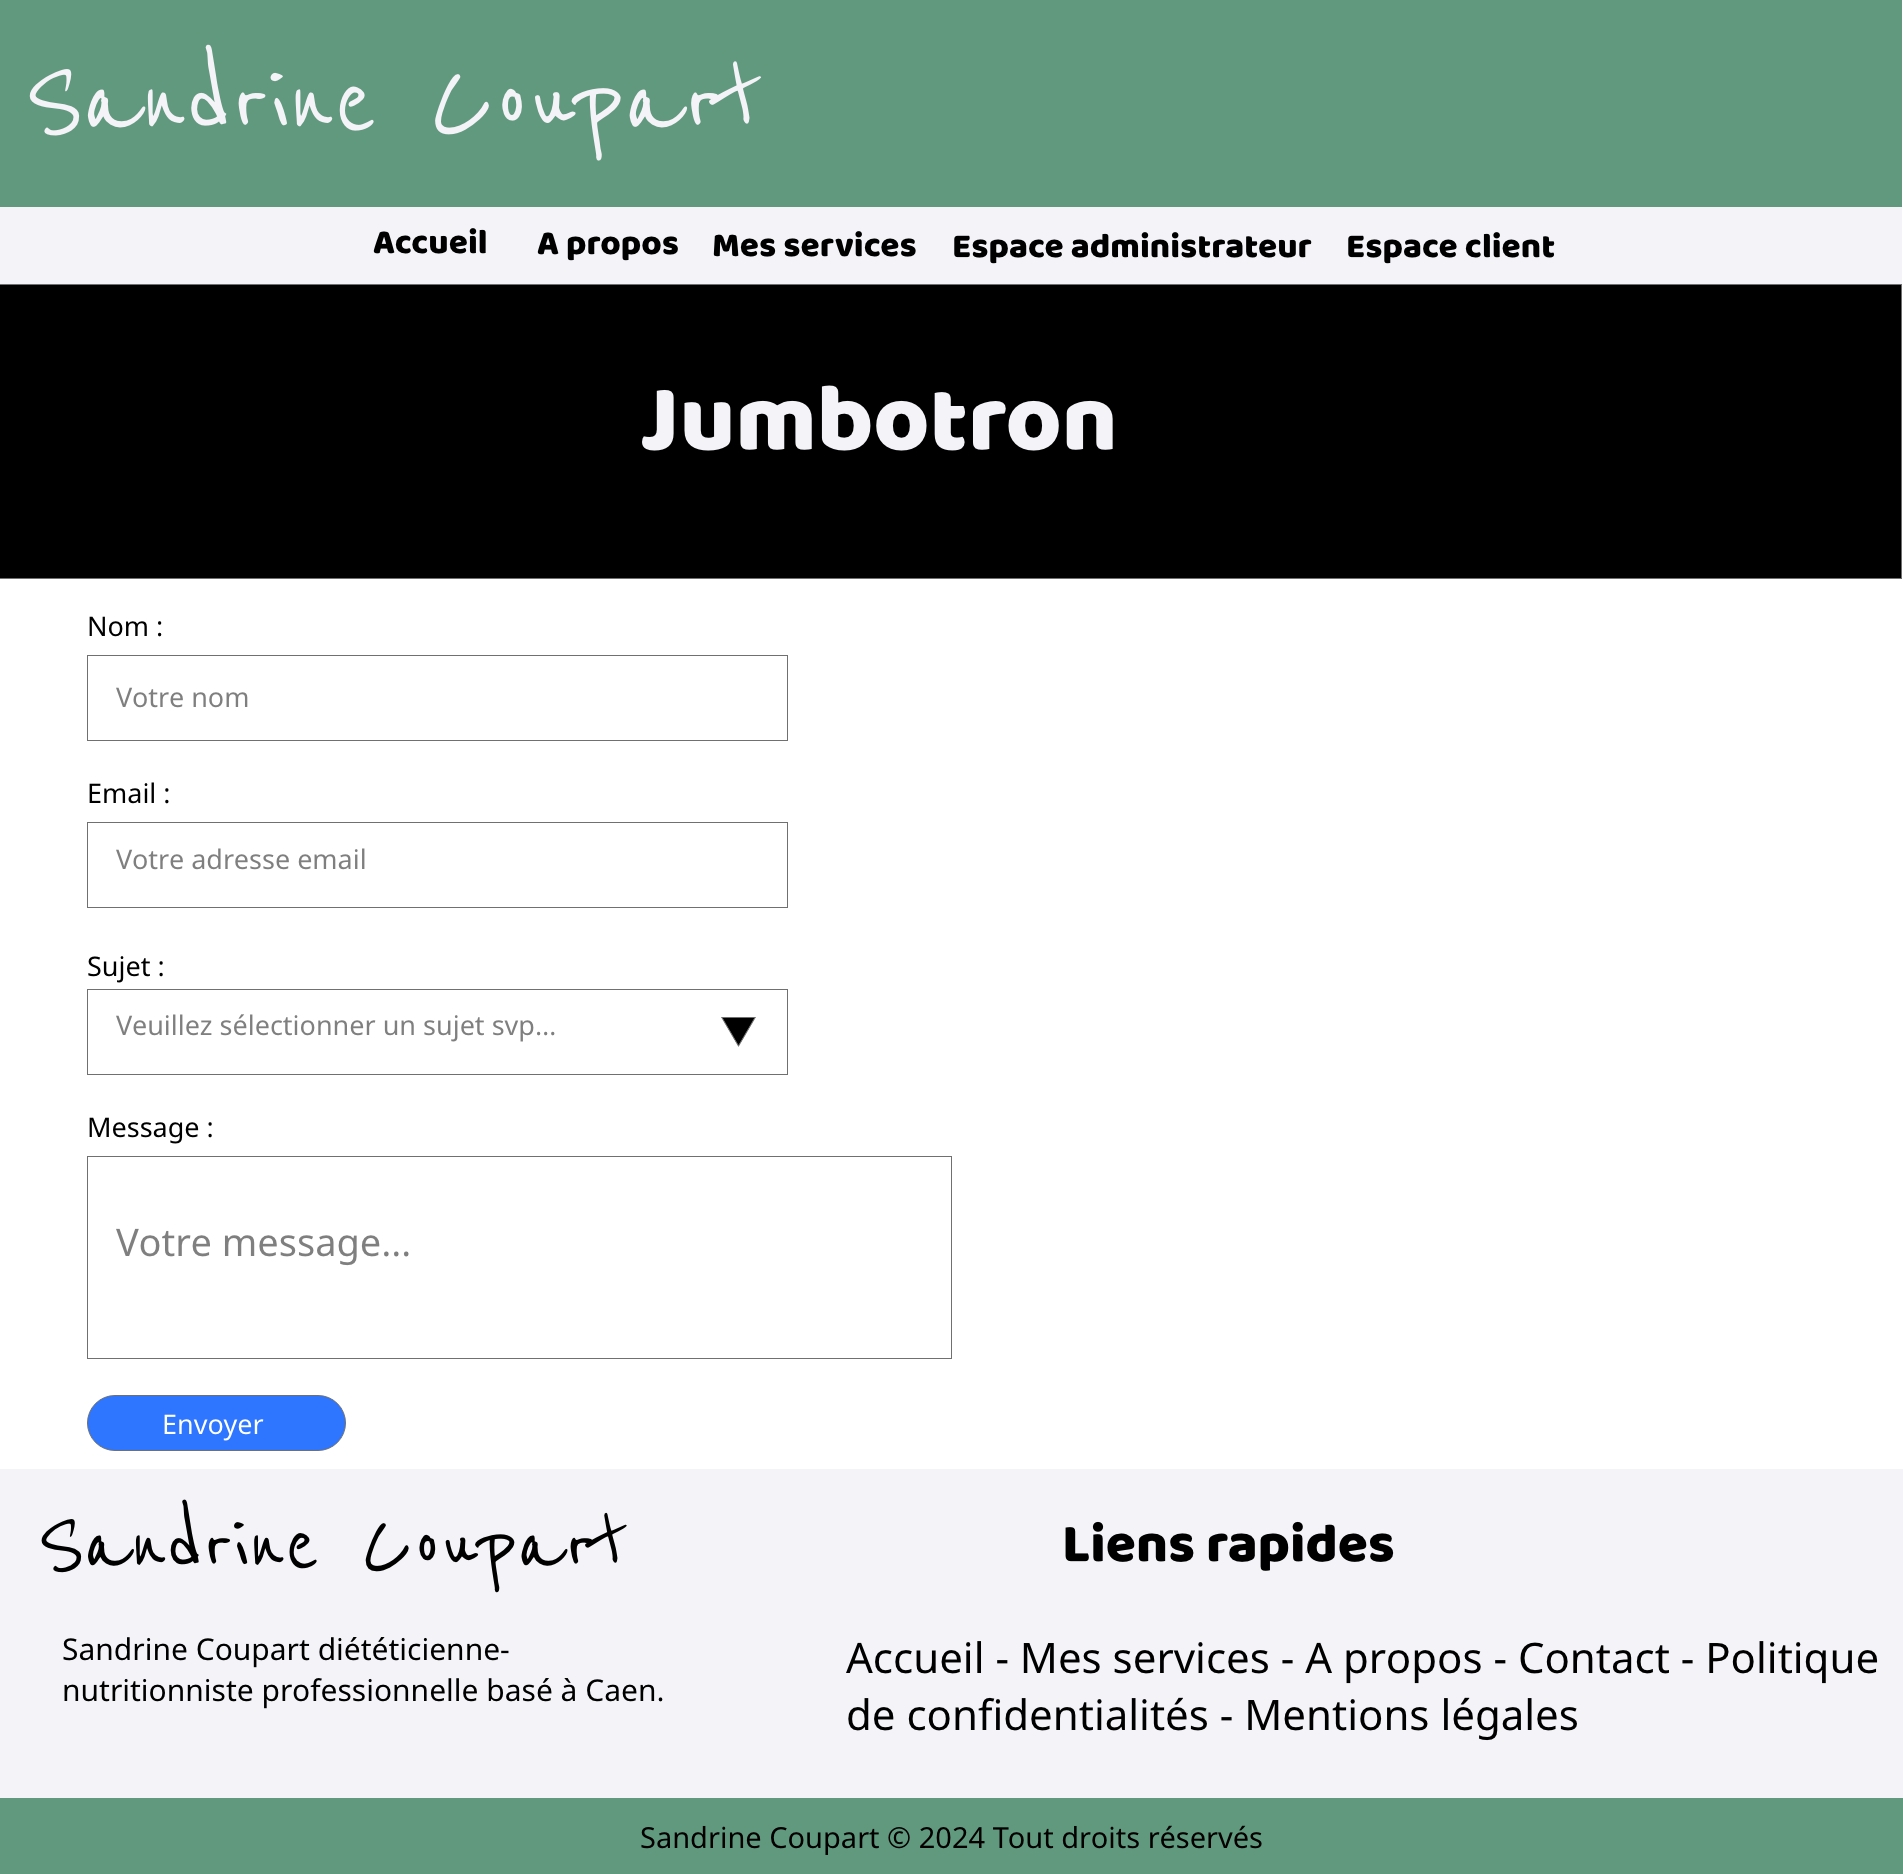 Sandrine Coupart
Accueil A propos Mes services Espace administrateur Espace client
Jumbotron
Nom :
Votre nom
Email :
Votre adresse email
Sujet :
Veuillez sélectionner un sujet svp...
Message :
Votre message...
Envoyer
Sandrine Coupart
Sandrine Coupart diététicienne-
nutritionniste professionnelle basé à Caen.
Liens rapides
Accueil - Mes services - A propos - Contact - Politique
de confidentialités - Mentions légales
Sandrine Coupart © 2024 Tout droits réservés